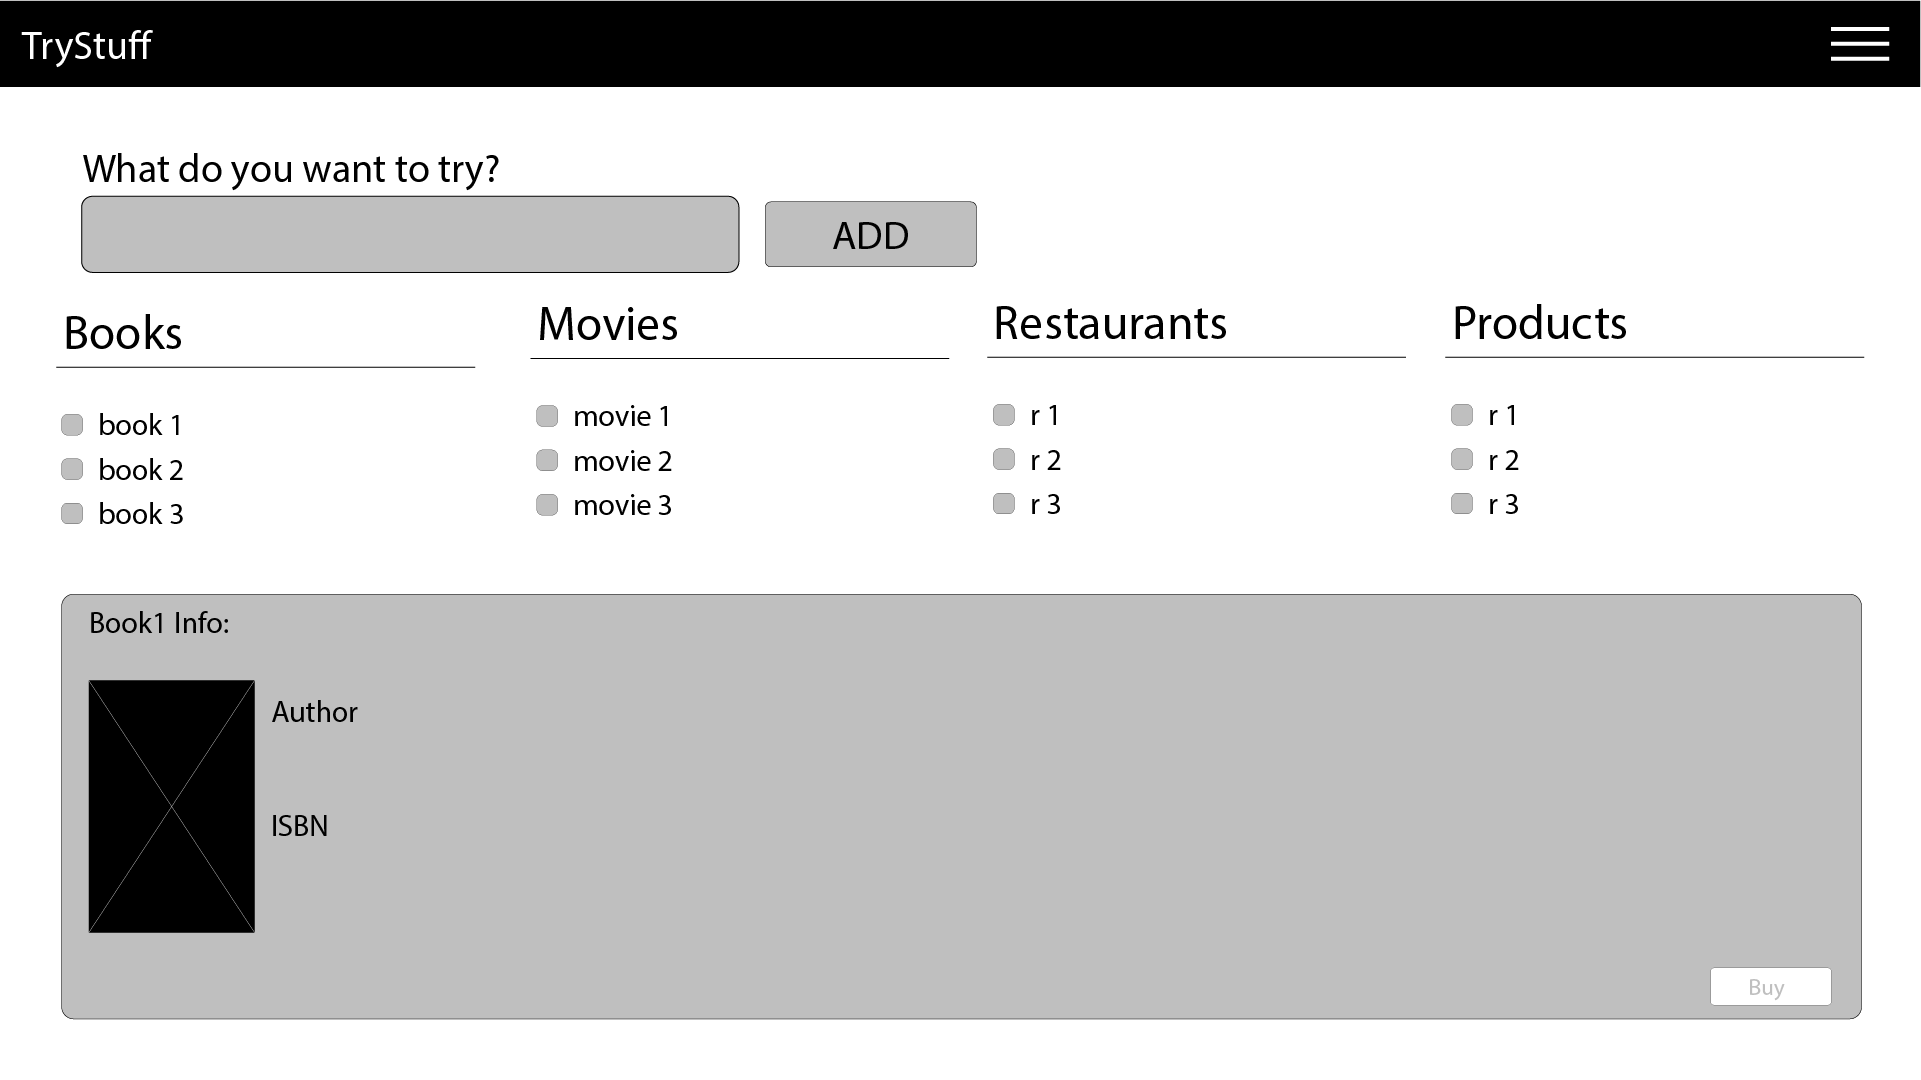 TryStuff
What do you want to try?
ADD
Books
book 1
book 2
book 3
Movies
movie 1
movie 2
movie 3
Restaurants
r 1
r 2
r 3
Products
r 1
r 2
r 3
Book1 Info:
Author
ISBN
Buy